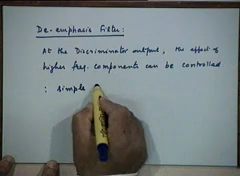 De-emphasis Filter:
At the Discriminator output, the effect of
higher freq. components can be controlled
: simple